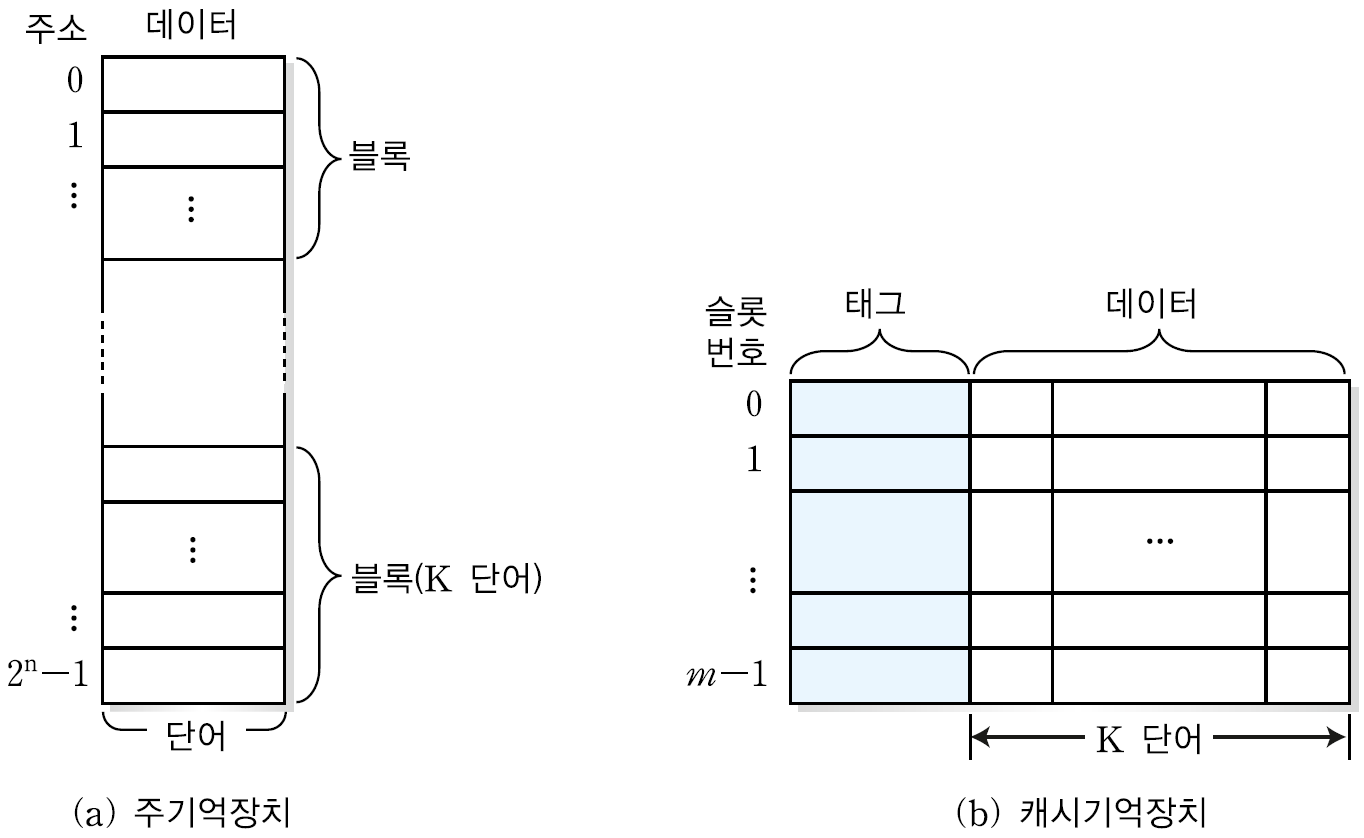 주소 데이터
0
1
⋮ ⋮
블록
⋮
블록(K 단어)
⋮
2ⁿ−1
단어
(a) 주기억장치
슬롯
번호
태그 데이터
0
1
⋯
⋮
m−1
K 단어
(b) 캐시기억장치